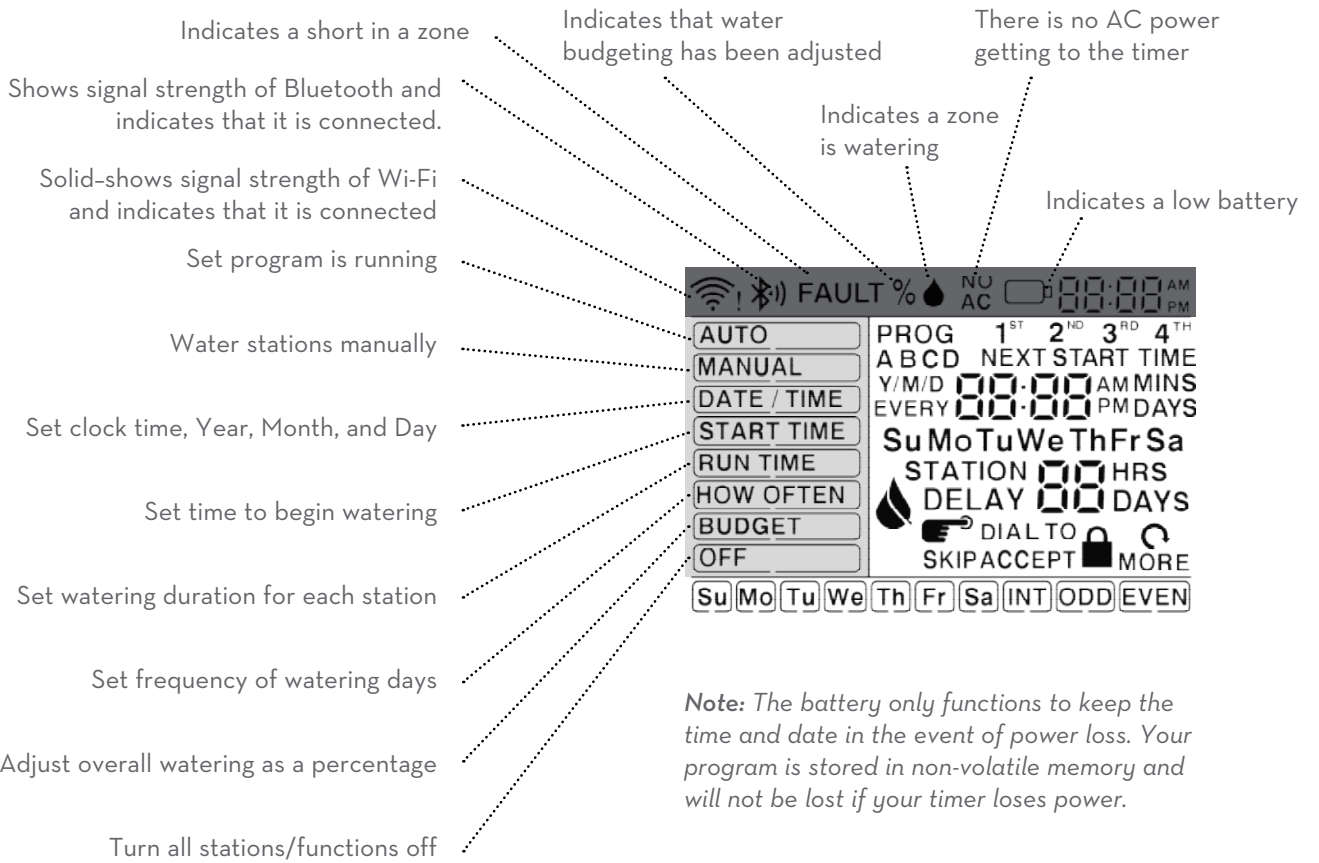 Indicates a short in a zone
Indicates that water
budgeting has been adjusted
There is no AC power
getting to the timer
Shows signal strength of Bluetooth and
indicates that it is connected.
Indicates a zone
is watering
Solid–shows signal strength of Wi-Fi
and indicates that it is connected
Indicates a low battery
Set program is running
Water stations manually
Set clock time, Year, Month, and Day
Set time to begin watering
Set watering duration for each station
Set frequency of watering days
Adjust overall watering as a percentage
Turn all stations/functions off
! FAULT % NO AC 88:88 AM PM
AUTO
MANUAL
DATE / TIME
START TIME
RUN TIME
HOW OFTEN
BUDGET
OFF
PROG 1ST 2ND 3RD 4TH
A B C D NEXT START TIME
Y/M/D 88:88 AM MINS
EVERY PM DAYS
Su Mo Tu We Th Fr Sa
STATION 88 HRS
DELAY DAYS
DIAL TO
SKIP ACCEPT MORE
Su Mo Tu We Th Fr Sa INT ODD EVEN
Note: The battery only functions to keep the
time and date in the event of power loss. Your
program is stored in non-volatile memory and
will not be lost if your timer loses power.